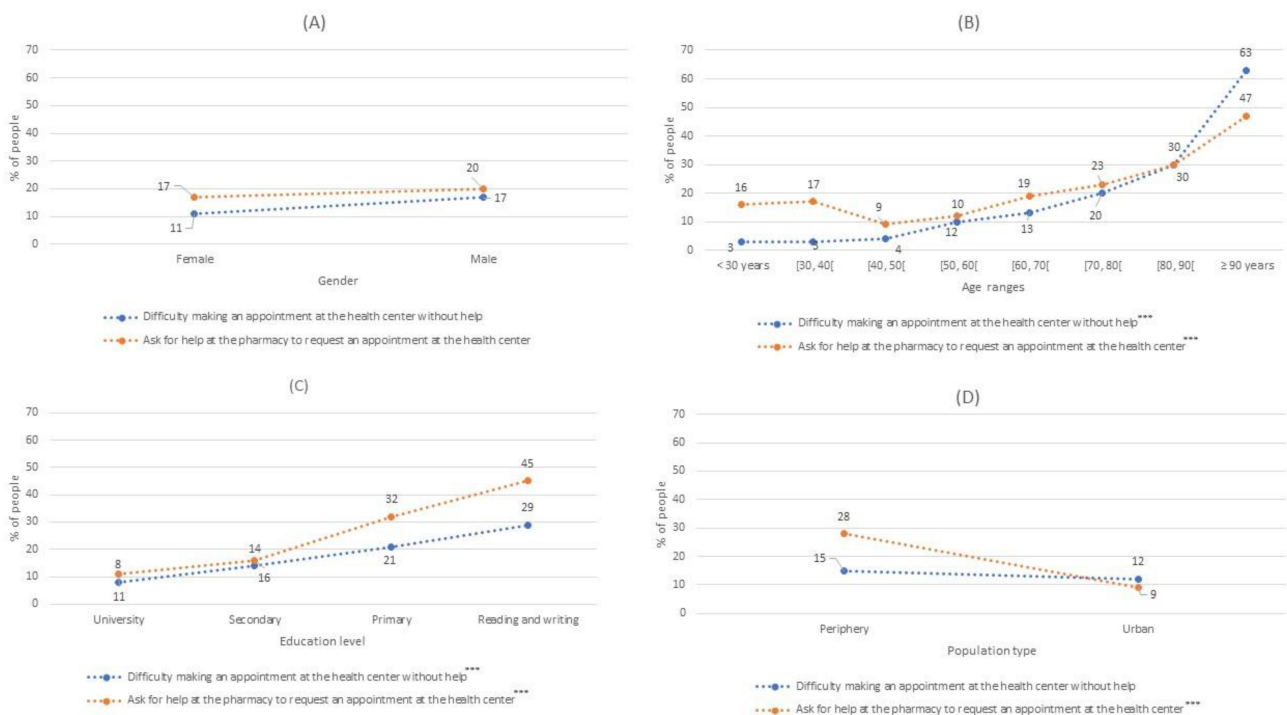 (A)
70
60
50
40
30
20
10
0
% of people
17
11
20
17
Female
Male
Gender
Difficulty making an appointment at the health center without help
Ask for help at the pharmacy to request an appointment at the health center
(B)
70
60
50
40
30
20
10
0
% of people
16
17
9
10
19
23
30
63
47
3
3
4
12
13
20
30
< 30 years
[30, 40[
[40, 50[
[50, 60[
[60, 70[
[70, 80[
[80, 90[
≥ 90 years
Age ranges
Difficulty making an appointment at the health center without help***
Ask for help at the pharmacy to request an appointment at the health center***
(C)
70
60
50
40
30
20
10
0
% of people
8
14
32
45
11
16
21
29
University
Secondary
Primary
Reading and writing
Education level
Difficulty making an appointment at the health center without help***
Ask for help at the pharmacy to request an appointment at the health center***
(D)
70
60
50
40
30
20
10
0
% of people
28
15
12
9
Periphery
Urban
Population type
Difficulty making an appointment at the health center without help
Ask for help at the pharmacy to request an appointment at the health center***